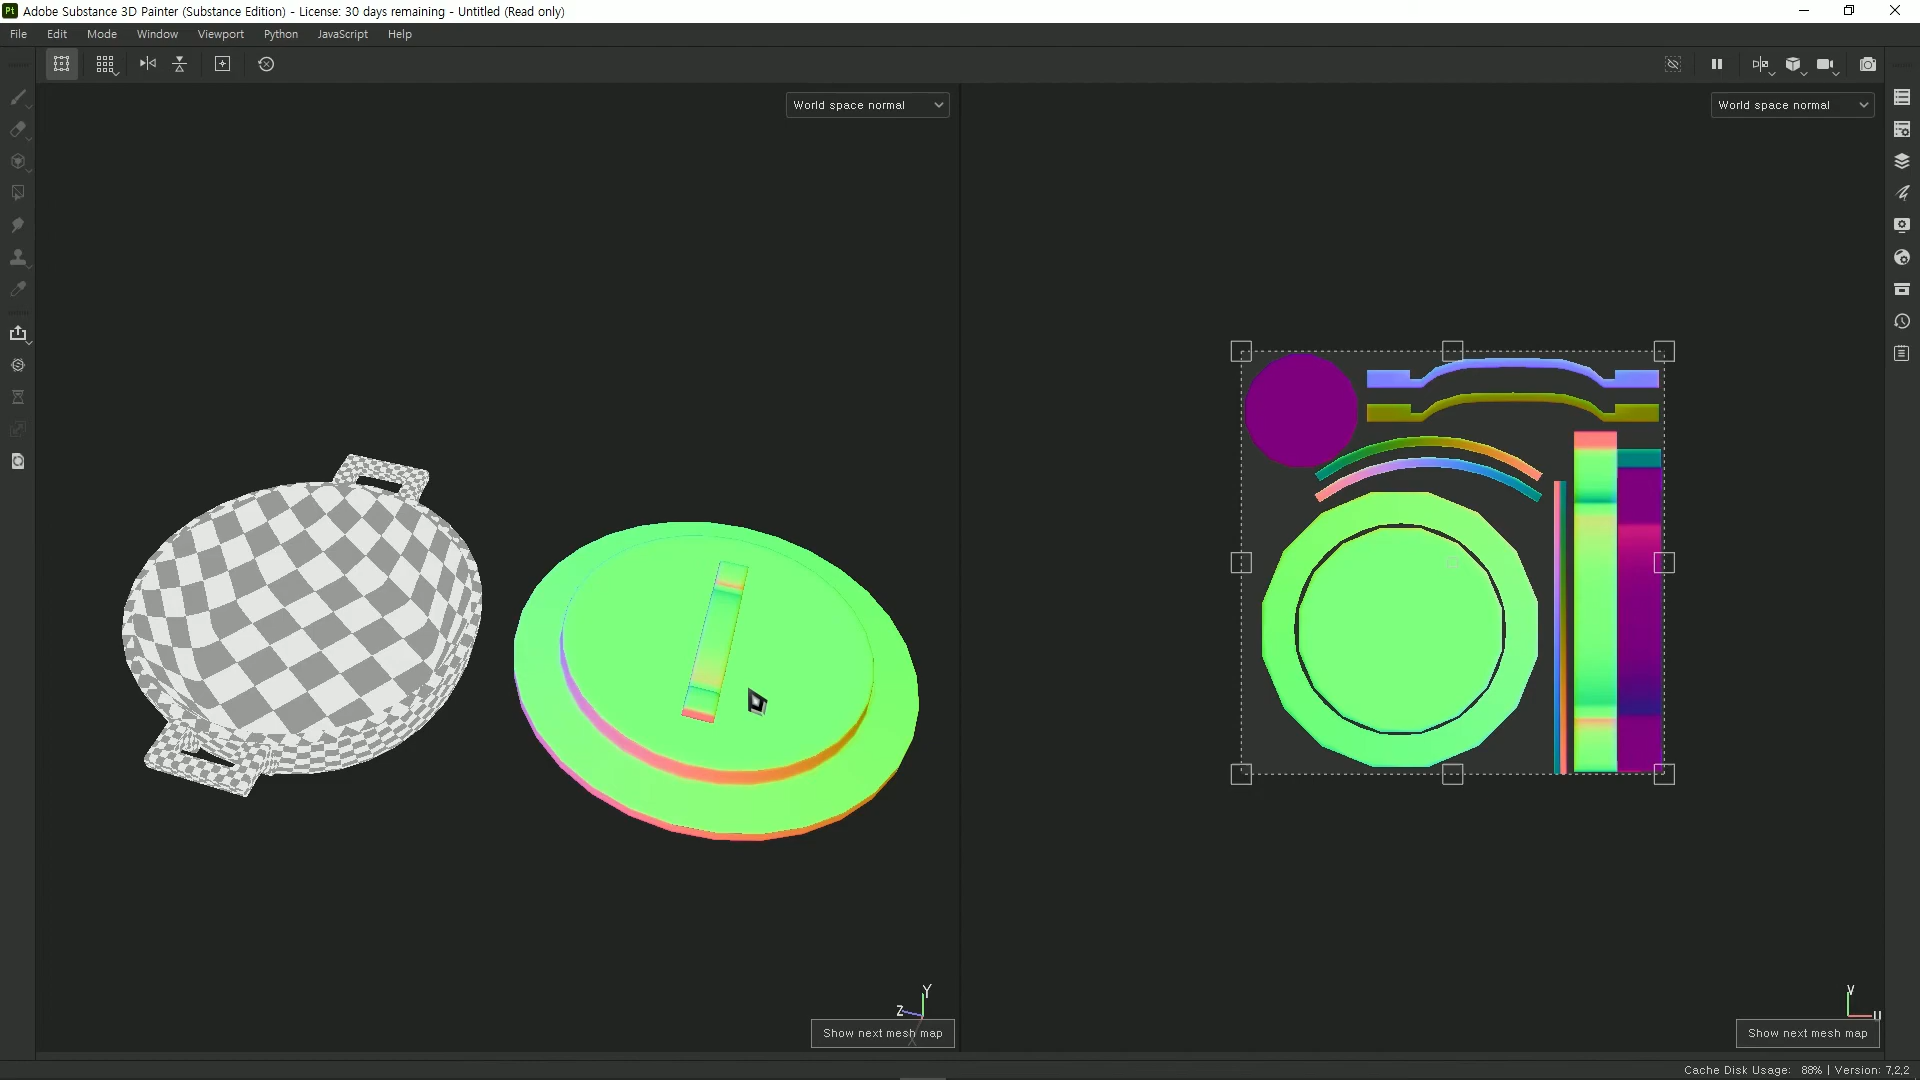 Pt Adobe Substance 3D Painter (Substance Edition) - License: 30 days remaining - Untitled (Read only)
File Edit Mode Window Viewport Python JavaScript Help
World space normal
World space normal
Y
Z
X
Show next mesh map
V
U
Show next mesh map
Cache Disk Usage: 88% | Version: 7,2,2